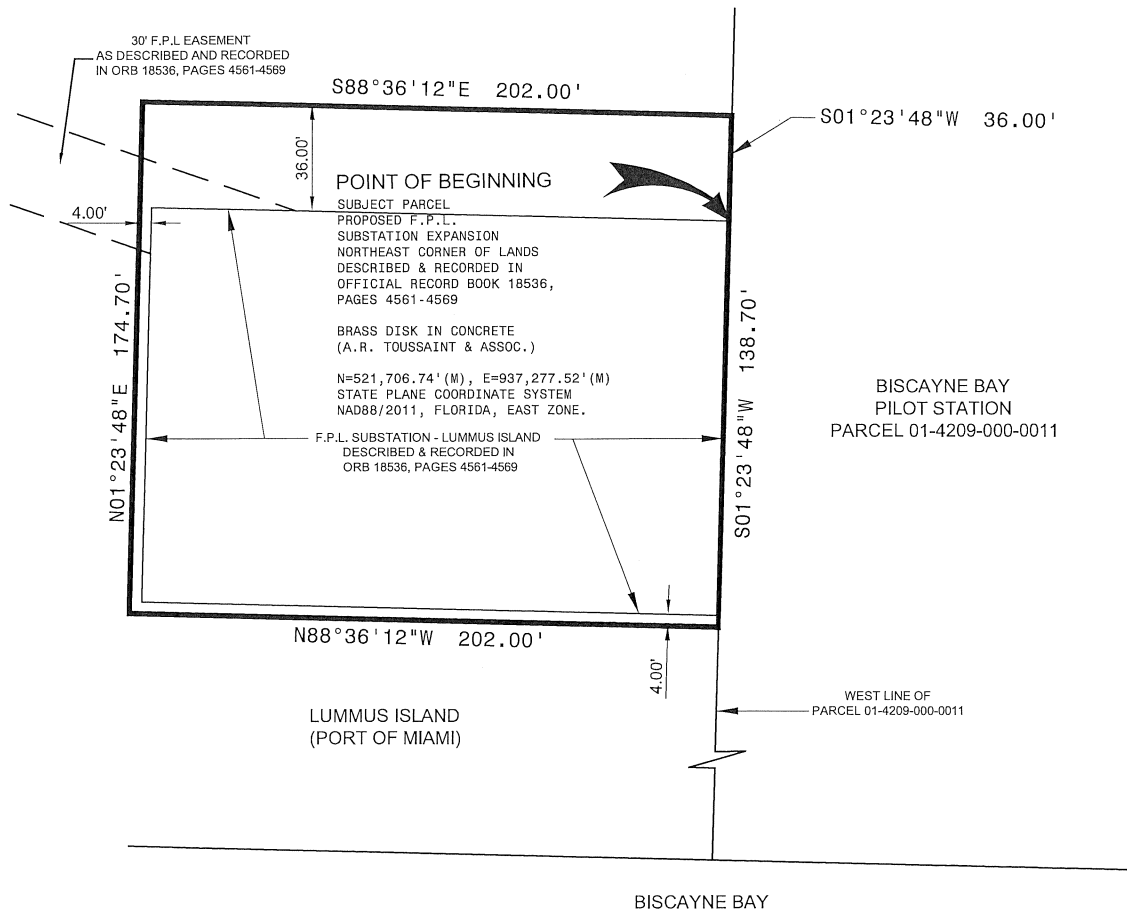 30' F.P.L EASEMENT
AS DESCRIBED AND RECORDED
IN ORB 18536, PAGES 4561-4569
S88°36'12"E 202.00'
S01°23'48"W 36.00'
36.00'
POINT OF BEGINNING
SUBJECT PARCEL
PROPOSED F.P.L.
SUBSTATION EXPANSION
NORTHEAST CORNER OF LANDS
DESCRIBED & RECORDED IN
OFFICIAL RECORD BOOK 18536,
PAGES 4561-4569
BRASS DISK IN CONCRETE
(A.R. TOUSSAINT & ASSOC.)
N=521,706.74'(M), E=937,277.52'(M)
STATE PLANE COORDINATE SYSTEM
NAD88/2011, FLORIDA, EAST ZONE.
4.00'
N01°23'48"E 174.70'
F.P.L. SUBSTATION - LUMMUS ISLAND
DESCRIBED & RECORDED IN
ORB 18536, PAGES 4561-4569
S01°23'48"W 138.70'
BISCAYNE BAY
PILOT STATION
PARCEL 01-4209-000-0011
N88°36'12"W 202.00'
4.00'
LUMMUS ISLAND
(PORT OF MIAMI)
WEST LINE OF
PARCEL 01-4209-000-0011
BISCAYNE BAY